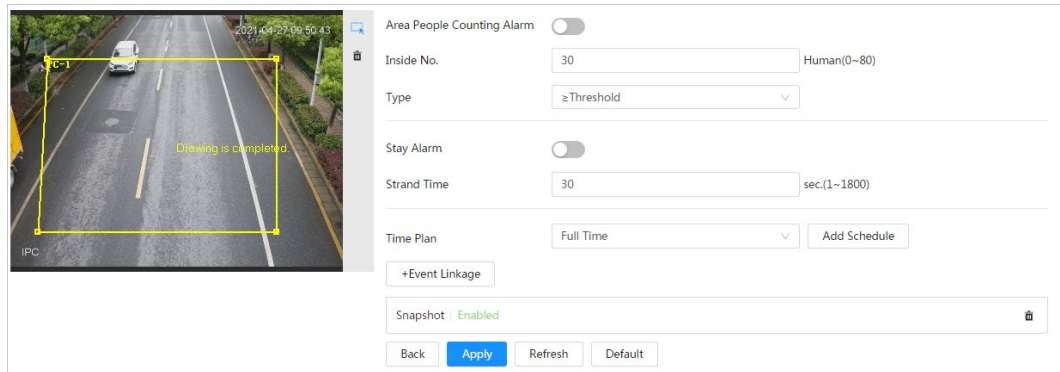 2021-04-27 09:50:43
PC-1
Drawing is completed.
IPC
Area People Counting Alarm
Inside No. 30 Human(0~80)
Type ≥Threshold
Stay Alarm
Strand Time 30 sec.(1~1800)
Time Plan Full Time Add Schedule
+Event Linkage
Snapshot Enabled
Back Apply Refresh Default